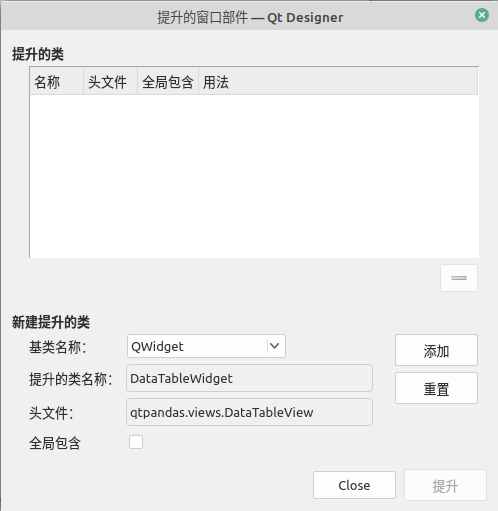 提升的窗口部件 — Qt Designer
提升的类
名称 头文件 全局包含 用法
新建提升的类
基类名称： QWidget 添加
提升的类名称： DataTableWidget 重置
头文件： qtpandas.views.DataTableView
全局包含
Close 提升